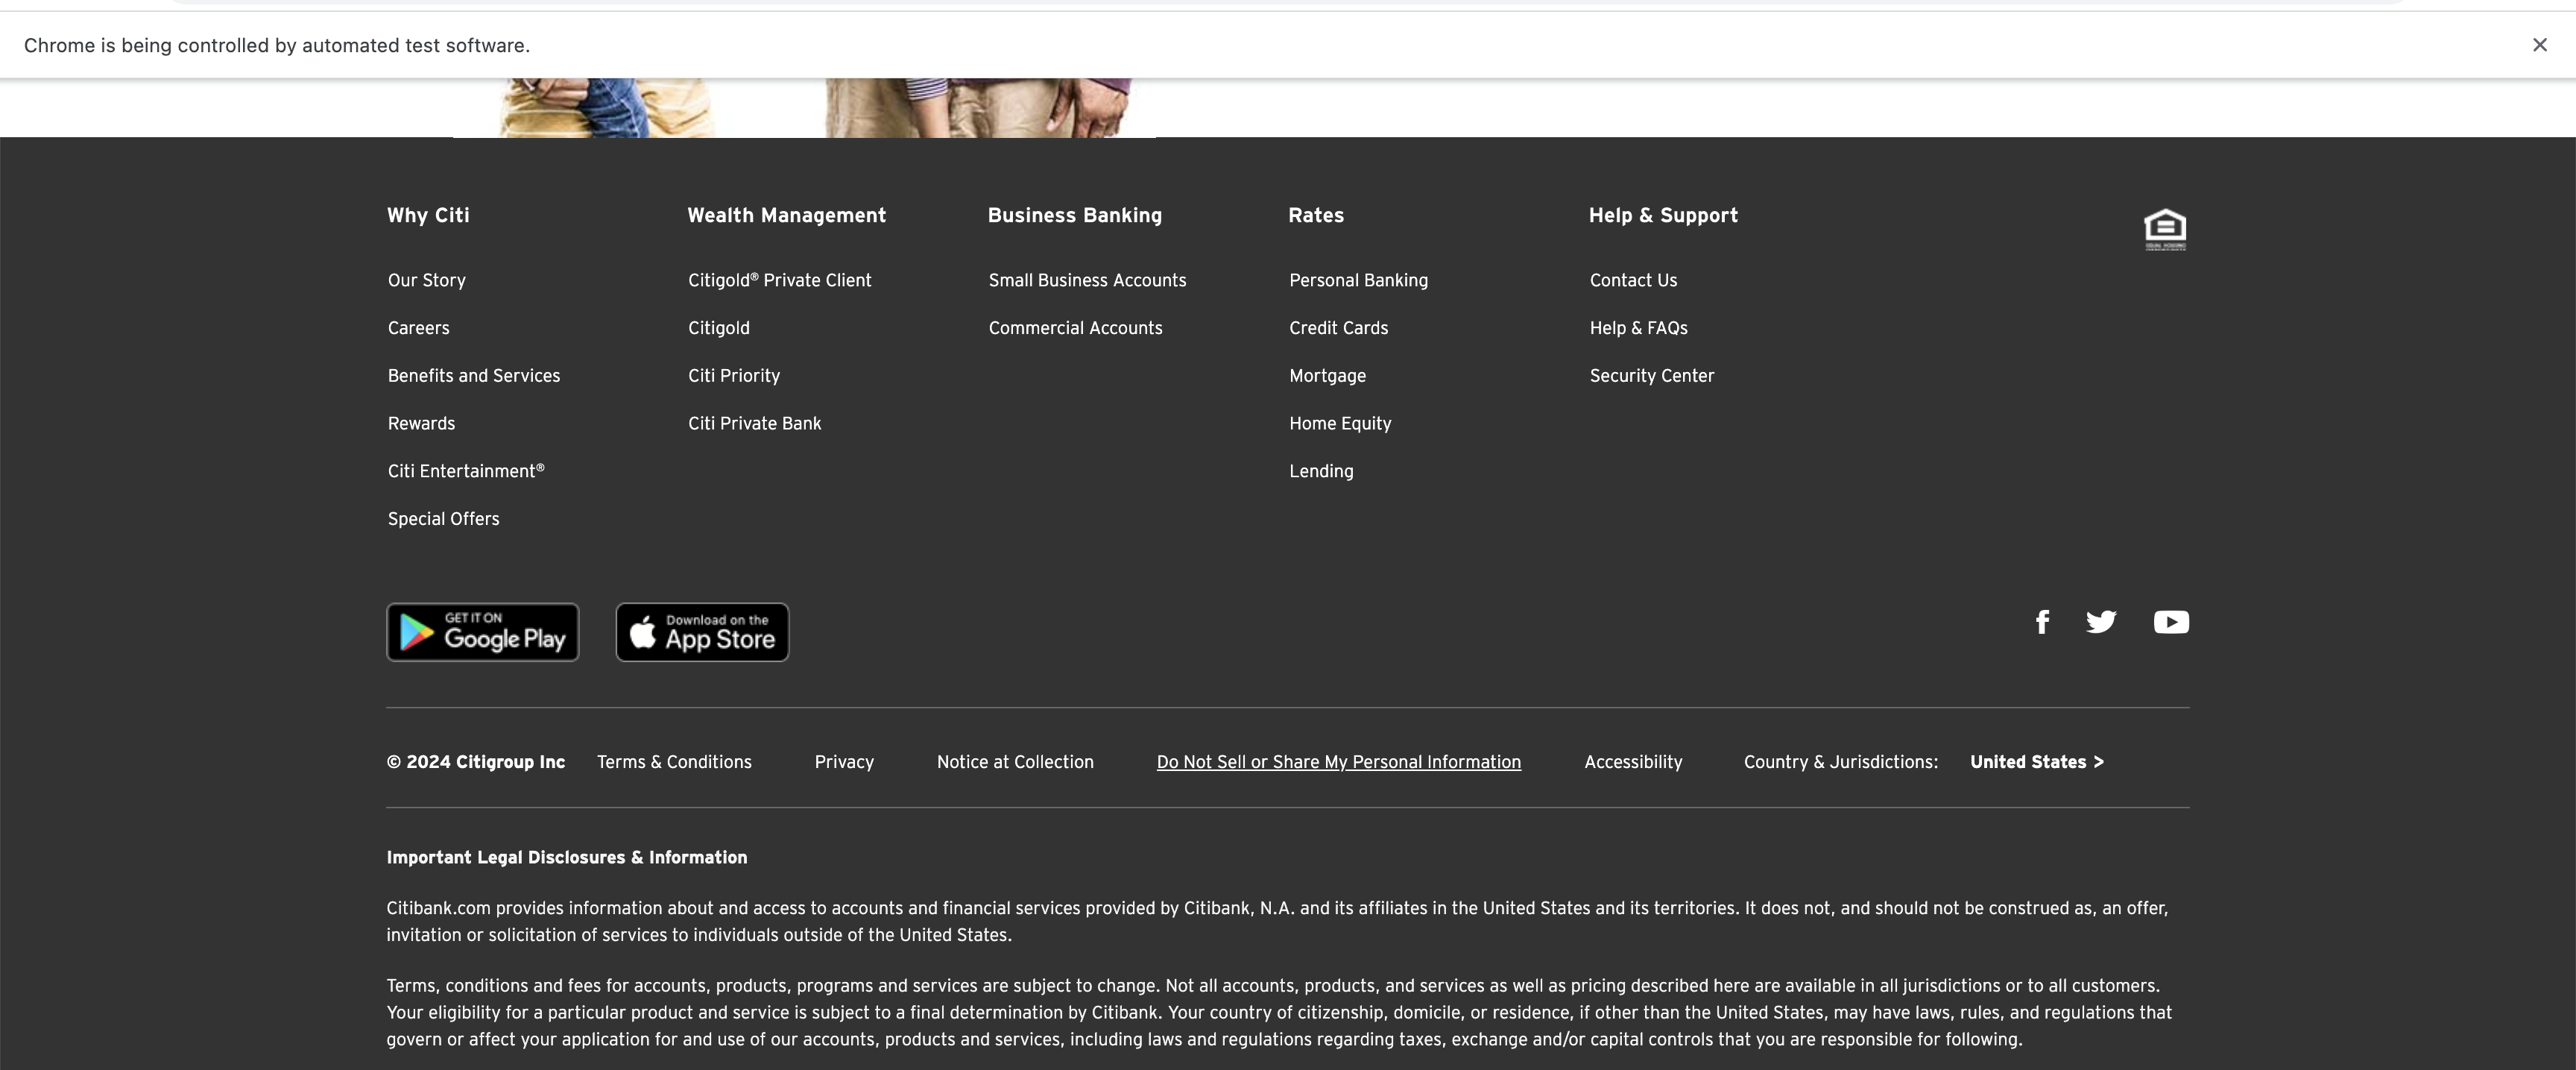 Chrome is being controlled by automated test software.
Why Citi
Our Story
Careers
Benefits and Services
Rewards
Citi Entertainment®
Special Offers
Wealth Management
Citigold® Private Client
Citigold
Citi Priority
Citi Private Bank
Business Banking
Small Business Accounts
Commercial Accounts
Rates
Personal Banking
Credit Cards
Mortgage
Home Equity
Lending
Help & Support
Contact Us
Help & FAQs
Security Center
GET IT ON
Google Play
Download on the
App Store
© 2024 Citigroup Inc Terms & Conditions Privacy Notice at Collection Do Not Sell or Share My Personal Information Accessibility Country & Jurisdictions: United States >
Important Legal Disclosures & Information
Citibank.com provides information about and access to accounts and financial services provided by Citibank, N.A. and its affiliates in the United States and its territories. It does not, and should not be construed as, an offer,
invitation or solicitation of services to individuals outside of the United States.
Terms, conditions and fees for accounts, products, programs and services are subject to change. Not all accounts, products, and services as well as pricing described here are available in all jurisdictions or to all customers.
Your eligibility for a particular product and service is subject to a final determination by Citibank. Your country of citizenship, domicile, or residence, if other than the United States, may have laws, rules, and regulations that
govern or affect your application for and use of our accounts, products and services, including laws and regulations regarding taxes, exchange and/or capital controls that you are responsible for following.